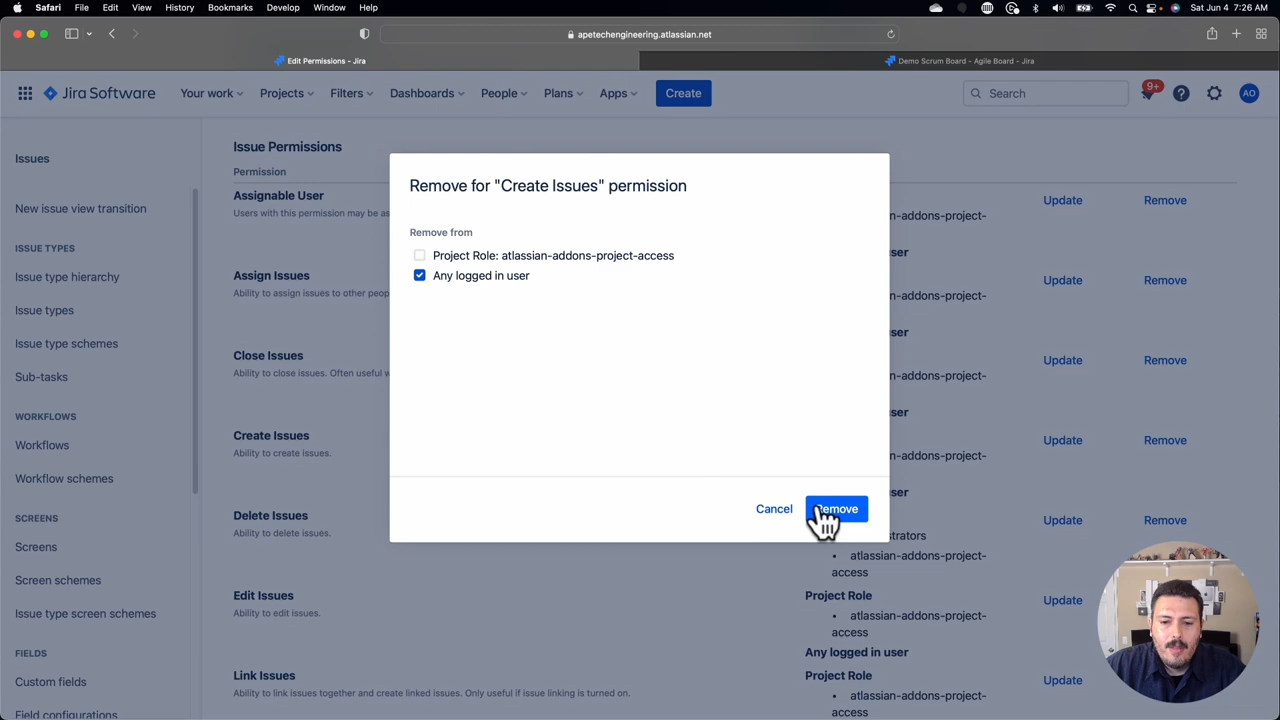 Safari File Edit View History Bookmarks Develop Window Help Sat Jun 4 7:26 AM
apetechengineering.atlassian.net
Edit Permissions - Jira
Demo Scrum Board - Agile Board - Jira
Jira Software Your work Projects Filters Dashboards People Plans Apps Create Search 9+ AO
Issues
New issue view transition
ISSUE TYPES
Issue type hierarchy
Issue types
Issue type schemes
Sub-tasks
WORKFLOWS
Workflows
Workflow schemes
SCREENS
Screens
Screen schemes
Issue type screen schemes
FIELDS
Custom fields
Field configurations
Issue Permissions
Permission
Assignable User
Users with this permission may be as
n-addons-project-
ser
Update Remove
Assign Issues
Ability to assign issues to other peop
n-addons-project-
ser
Update Remove
Close Issues
Ability to close issues. Often useful w
n-addons-project-
ser
Update Remove
Create Issues
Ability to create issues.
n-addons-project-
ser
Update Remove
Delete Issues
Ability to delete issues.
strators
• atlassian-addons-project-
access
Update Remove
Edit Issues
Ability to edit issues.
Project Role
• atlassian-addons-project-
access
Any logged in user
Update
Link Issues
Ability to link issues together and create linked issues. Only useful if issue linking is turned on.
Project Role
• atlassian-addons-project-
access
Update
Remove for "Create Issues" permission
Remove from
Project Role: atlassian-addons-project-access
Any logged in user
Cancel Remove